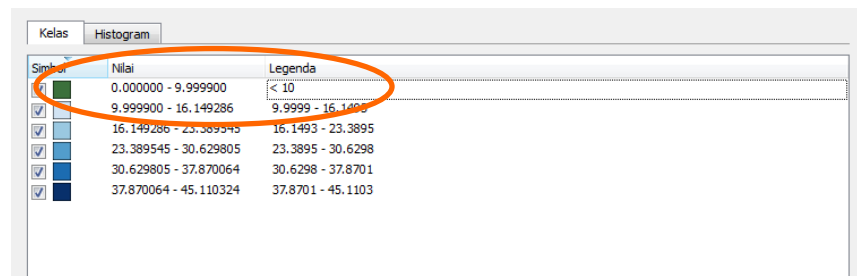 Kelas Histogram
Simbol Nilai Legenda
0.000000 - 9.999900 < 10
9.999900 - 16.149286 9.9999 - 16.1493
16.149286 - 23.389545 16.1493 - 23.3895
23.389545 - 30.629805 23.3895 - 30.6298
30.629805 - 37.870064 30.6298 - 37.8701
37.870064 - 45.110324 37.8701 - 45.1103